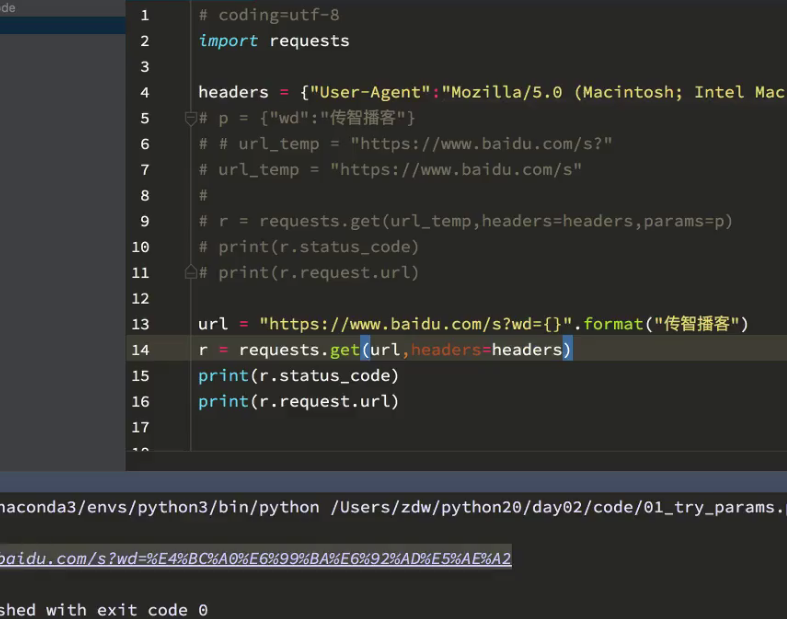 de
1 # coding=utf-8
2 import requests
3
4 headers = {"User-Agent":"Mozilla/5.0 (Macintosh; Intel Mac
5 # p = {"wd":"传智播客"}
6 # # url_temp = "https://www.baidu.com/s?"
7 # url_temp = "https://www.baidu.com/s"
8 #
9 # r = requests.get(url_temp,headers=headers,params=p)
10 # print(r.status_code)
11 # print(r.request.url)
12
13 url = "https://www.baidu.com/s?wd={}".format("传智播客")
14 r = requests.get(url,headers=headers)
15 print(r.status_code)
16 print(r.request.url)
17
naconda3/envs/python3/bin/python /Users/zdw/python20/day02/code/01_try_params.p
baidu.com/s?wd=%E4%BC%A0%E6%99%BA%E6%92%AD%E5%AE%A2
shed with exit code 0